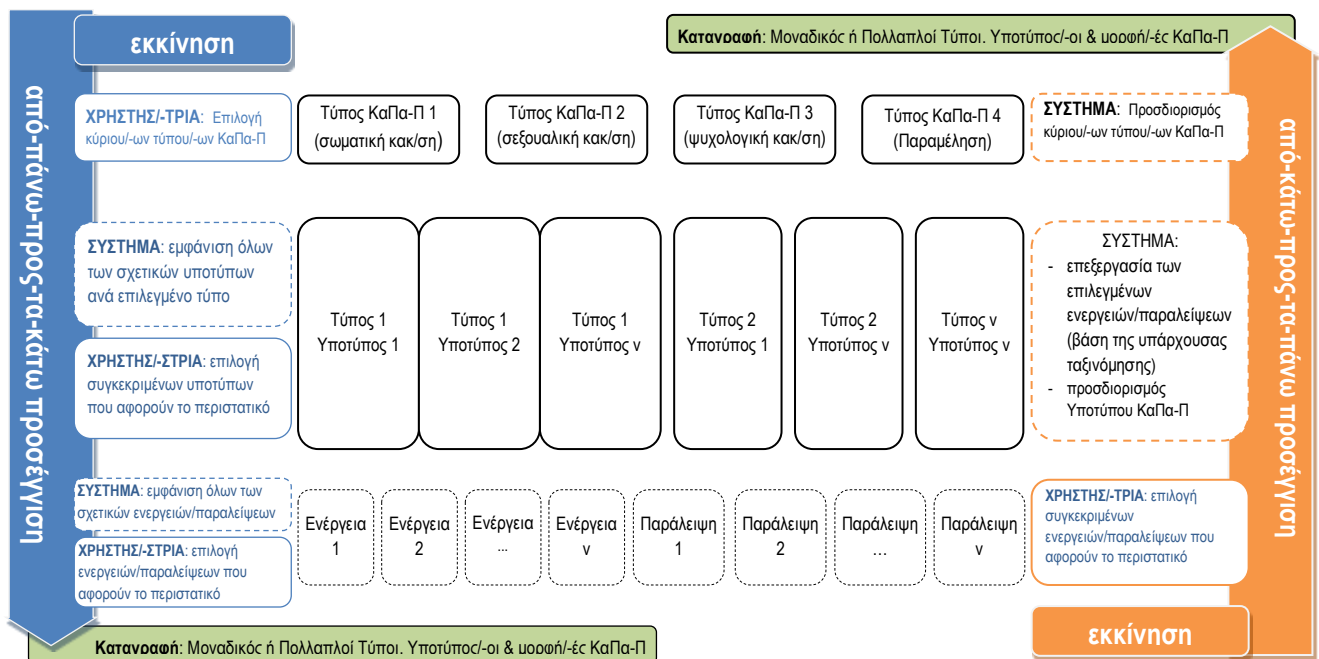 εκκίνηση
Καταγραφή: Μοναδικός ή Πολλαπλοί Τύποι. Υποτύπος/-οι & μορφή/-ές ΚαΠα-Π
από-πάνω-προς-τα-κάτω προσέγγιση
ΧΡΗΣΤΗΣ/-ΤΡΙΑ: Επιλογή
κύριου/-ων τύπου/-ων ΚαΠα-Π
Τύπος ΚαΠα-Π 1
(σωματική κακ/ση)
Τύπος ΚαΠα-Π 2
(σεξουαλική κακ/ση)
Τύπος ΚαΠα-Π 3
(ψυχολογική κακ/ση)
Τύπος ΚαΠα-Π 4
(Παραμέληση)
ΣΥΣΤΗΜΑ: Προσδιορισμός
κύριου/-ων τύπου/-ων ΚαΠα-Π
από-κάτω-προς-τα-πάνω προσέγγιση
ΣΥΣΤΗΜΑ: εμφάνιση όλων
των σχετικών υποτύπων
ανά επιλεγμένο τύπο
ΧΡΗΣΤΗΣ/-ΣΤΡΙΑ: επιλογή
συγκεκριμένων υποτύπων
που αφορούν το περιστατικό
Τύπος 1
Υποτύπος 1
Τύπος 1
Υποτύπος 2
Τύπος 1
Υποτύπος ν
Τύπος 2
Υποτύπος 1
Τύπος 2
Υποτύπος ν
Τύπος ν
Υποτύπος ν
ΣΥΣΤΗΜΑ:
- επεξεργασία των
επιλεγμένων
ενεργειών/παραλείψεων
(βάση της υπάρχουσας
ταξινόμησης)
- προσδιορισμός
Υποτύπου ΚαΠα-Π
ΣΥΣΤΗΜΑ: εμφάνιση όλων των
σχετικών ενεργειών/παραλείψεων
ΧΡΗΣΤΗΣ/-ΣΤΡΙΑ: επιλογή
ενεργειών/παραλείψεων που
αφορούν το περιστατικό
Ενέργεια
1
Ενέργεια
2
Ενέργεια
...
Ενέργεια
ν
Παράλειψη
1
Παράλειψη
2
Παράλειψη
…
Παράλειψη
ν
ΧΡΗΣΤΗΣ/-ΤΡΙΑ: επιλογή
συγκεκριμένων
ενεργειών/παραλείψεων που
αφορούν το περιστατικό
εκκίνηση
Καταγραφή: Μοναδικός ή Πολλαπλοί Τύποι. Υποτύπος/-οι & μορφή/-ές ΚαΠα-Π